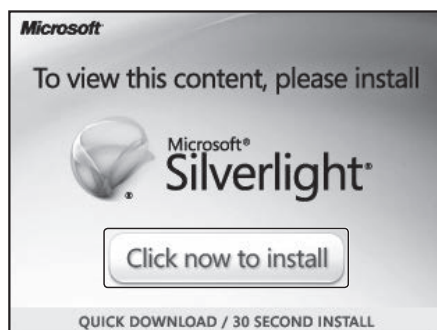 Microsoft®
To view this content, please install
Microsoft®
Silverlight®
®
Click now to install
QUICK DOWNLOAD / 30 SECOND INSTALL